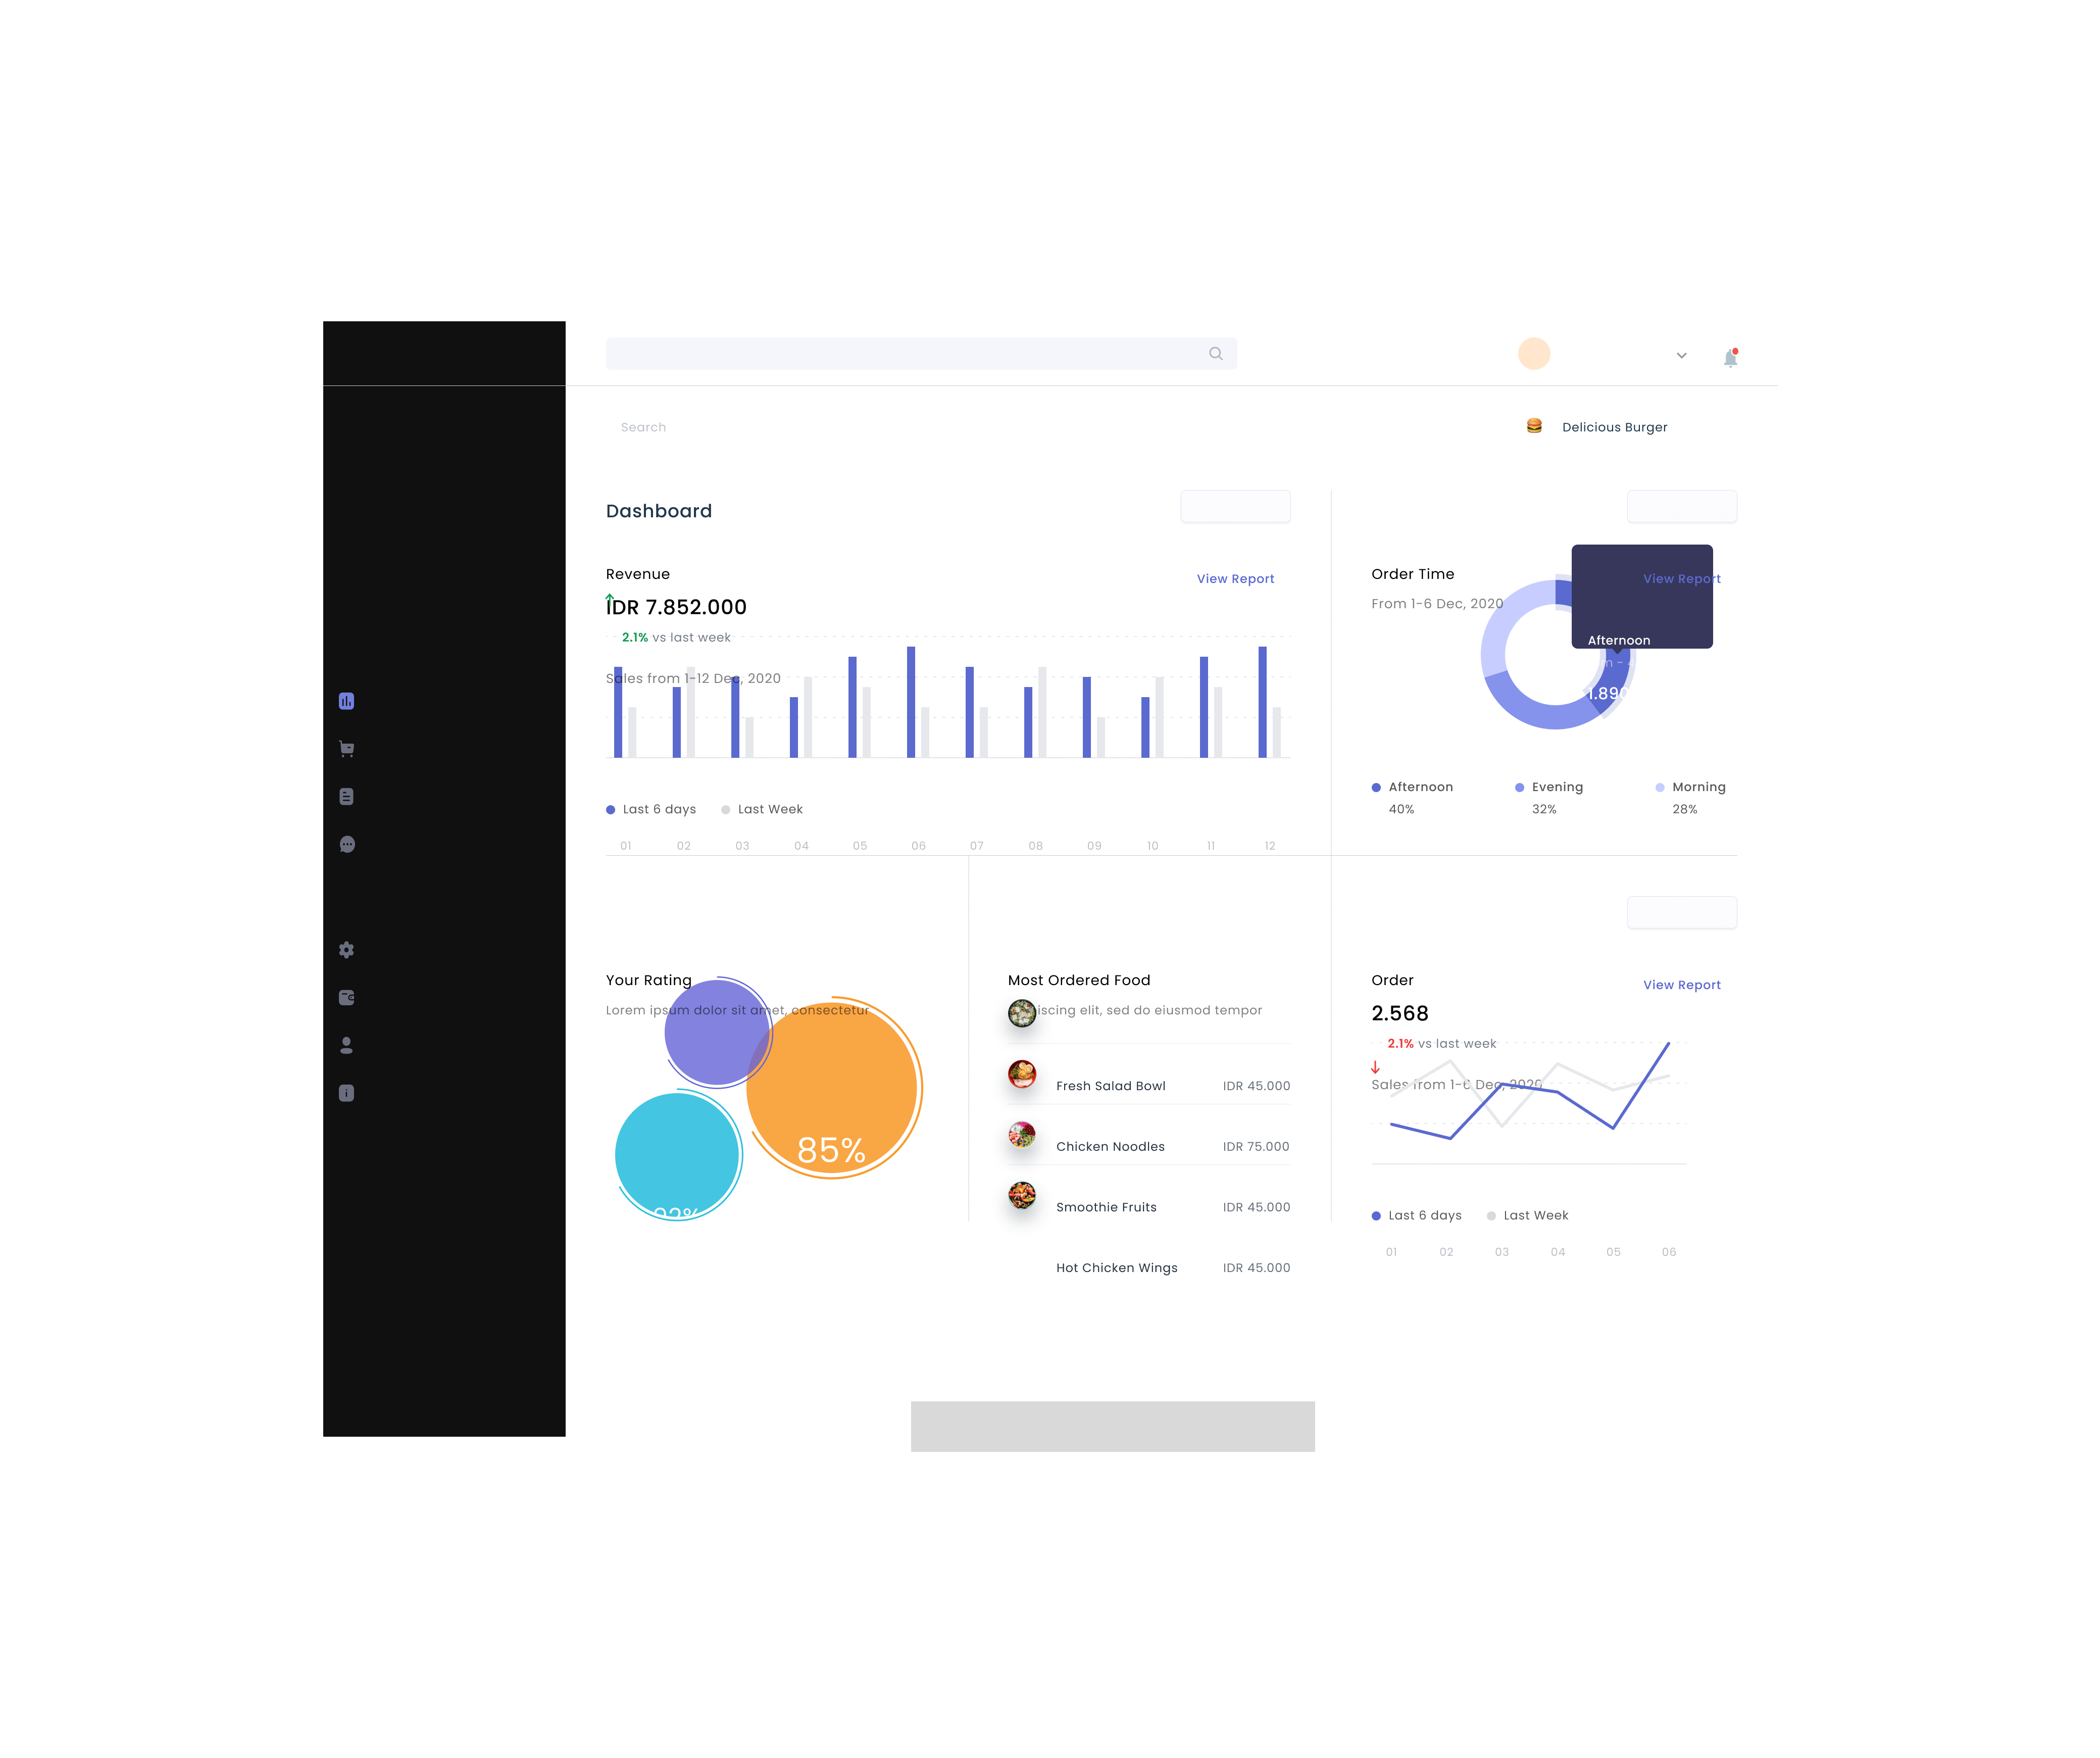 Search
Delicious Burger
Dashboard
Revenue
View Report
IDR 7.852.000
2.1% vs last week
Sales from 1-12 Dec, 2020
Last 6 days
Last Week
01 02 03 04 05 06 07 08 09 10 11 12
Order Time
View Report
From 1-6 Dec, 2020
Afternoon
1.890
Afternoon
Evening
Morning
40%
32%
28%
Your Rating
Lorem ipsum dolor sit amet, consectetur
85%
92%
Most Ordered Food
iscing elit, sed do eiusmod tempor
Fresh Salad Bowl
IDR 45.000
Chicken Noodles
IDR 75.000
Smoothie Fruits
IDR 45.000
Hot Chicken Wings
IDR 45.000
Order
View Report
2.568
2.1% vs last week
Sales from 1-6 Dec, 2020
Last 6 days
Last Week
01 02 03 04 05 06